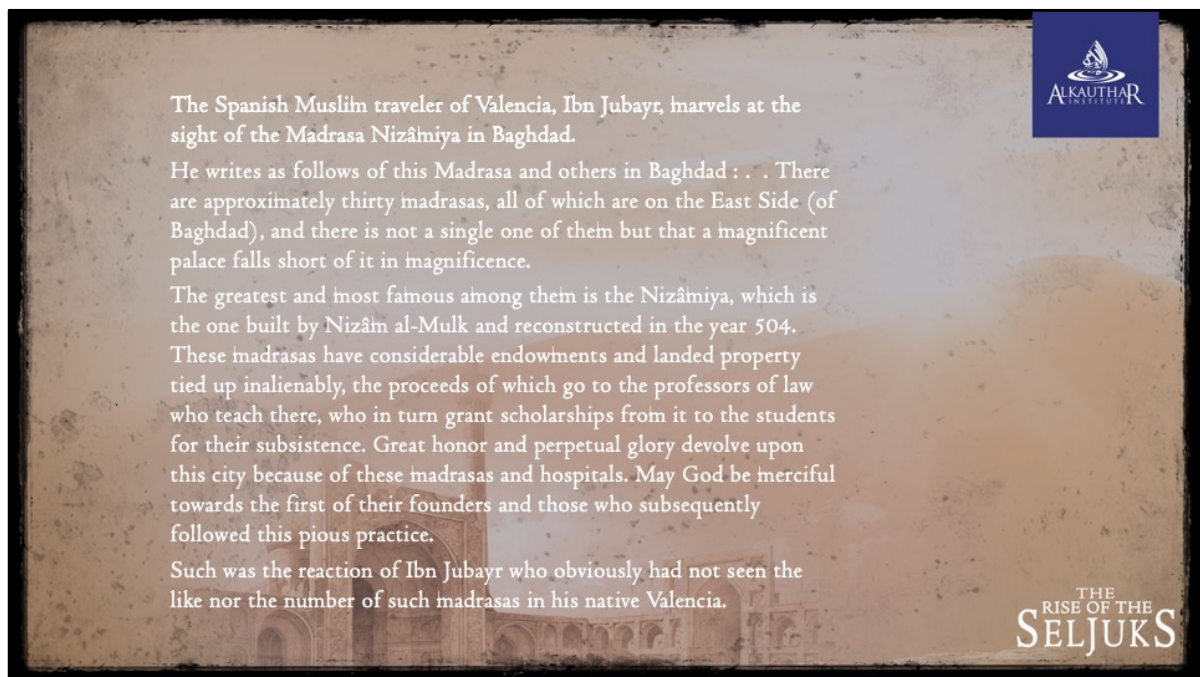 ALKAUTHAR
INSTITUTE
The Spanish Muslim traveler of Valencia, Ibn Jubayr, marvels at the
sight of the Madrasa Nizâmiya in Baghdad.
He writes as follows of this Madrasa and others in Baghdad : . . . There
are approximately thirty madrasas, all of which are on the East Side (of
Baghdad), and there is not a single one of them but that a magnificent
palace falls short of it in magnificence.
The greatest and most famous among them is the Nizâmiya, which is
the one built by Nizâm al-Mulk and reconstructed in the year 504.
These madrasas have considerable endowments and landed property
tied up inalienably, the proceeds of which go to the professors of law
who teach there, who in turn grant scholarships from it to the students
for their subsistence. Great honor and perpetual glory devolve upon
this city because of these madrasas and hospitals. May God be merciful
towards the first of their founders and those who subsequently
followed this pious practice.
Such was the reaction of Ibn Jubayr who obviously had not seen the
like nor the number of such madrasas in his native Valencia.
THE
RISE OF THE
SELJUKS